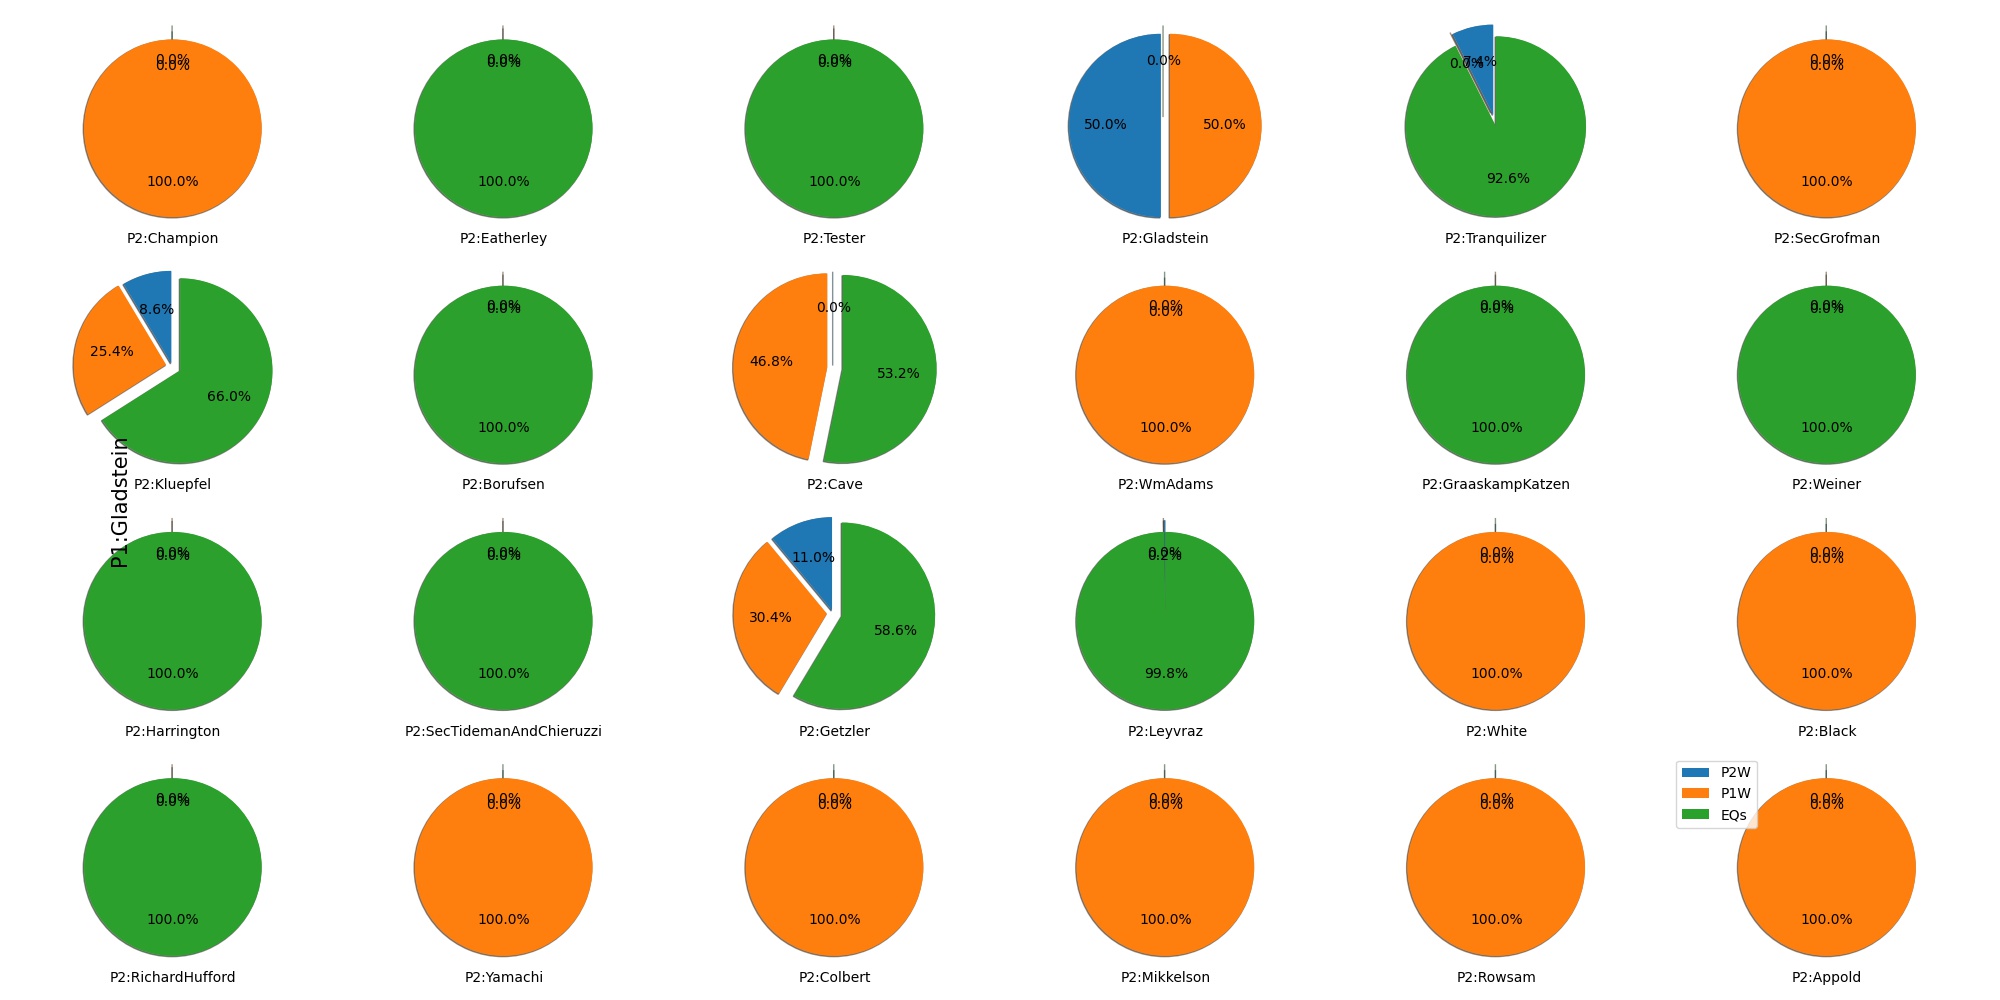 0.0%
0.0%
100.0%
P2:Champion
0.0%
0.0%
100.0%
P2:Eatherley
0.0%
0.0%
100.0%
P2:Tester
0.0%
50.0%
50.0%
P2:Gladstein
7.4%
0.0%
92.6%
P2:Tranquilizer
0.0%
0.0%
100.0%
P2:SecGrofman
8.6%
25.4%
66.0%
P2:Kluepfel
0.0%
0.0%
100.0%
P2:Borufsen
0.0%
46.8%
53.2%
P2:Cave
0.0%
0.0%
100.0%
P2:WmAdams
0.0%
0.0%
100.0%
P2:GraaskampKatzen
0.0%
0.0%
100.0%
P2:Weiner
P1:Gladstein
0.0%
0.0%
100.0%
P2:Harrington
0.0%
0.0%
100.0%
P2:SecTidemanAndChieruzzi
11.0%
30.4%
58.6%
P2:Getzler
0.0%
0.2%
99.8%
P2:Leyvraz
0.0%
0.0%
100.0%
P2:White
0.0%
0.0%
100.0%
P2:Black
0.0%
0.0%
100.0%
P2:RichardHufford
0.0%
0.0%
100.0%
P2:Yamachi
0.0%
0.0%
100.0%
P2:Colbert
0.0%
0.0%
100.0%
P2:Mikkelson
0.0%
0.0%
100.0%
P2:Rowsam
P2W
P1W
EQs
0.0%
0.0%
100.0%
P2:Appold